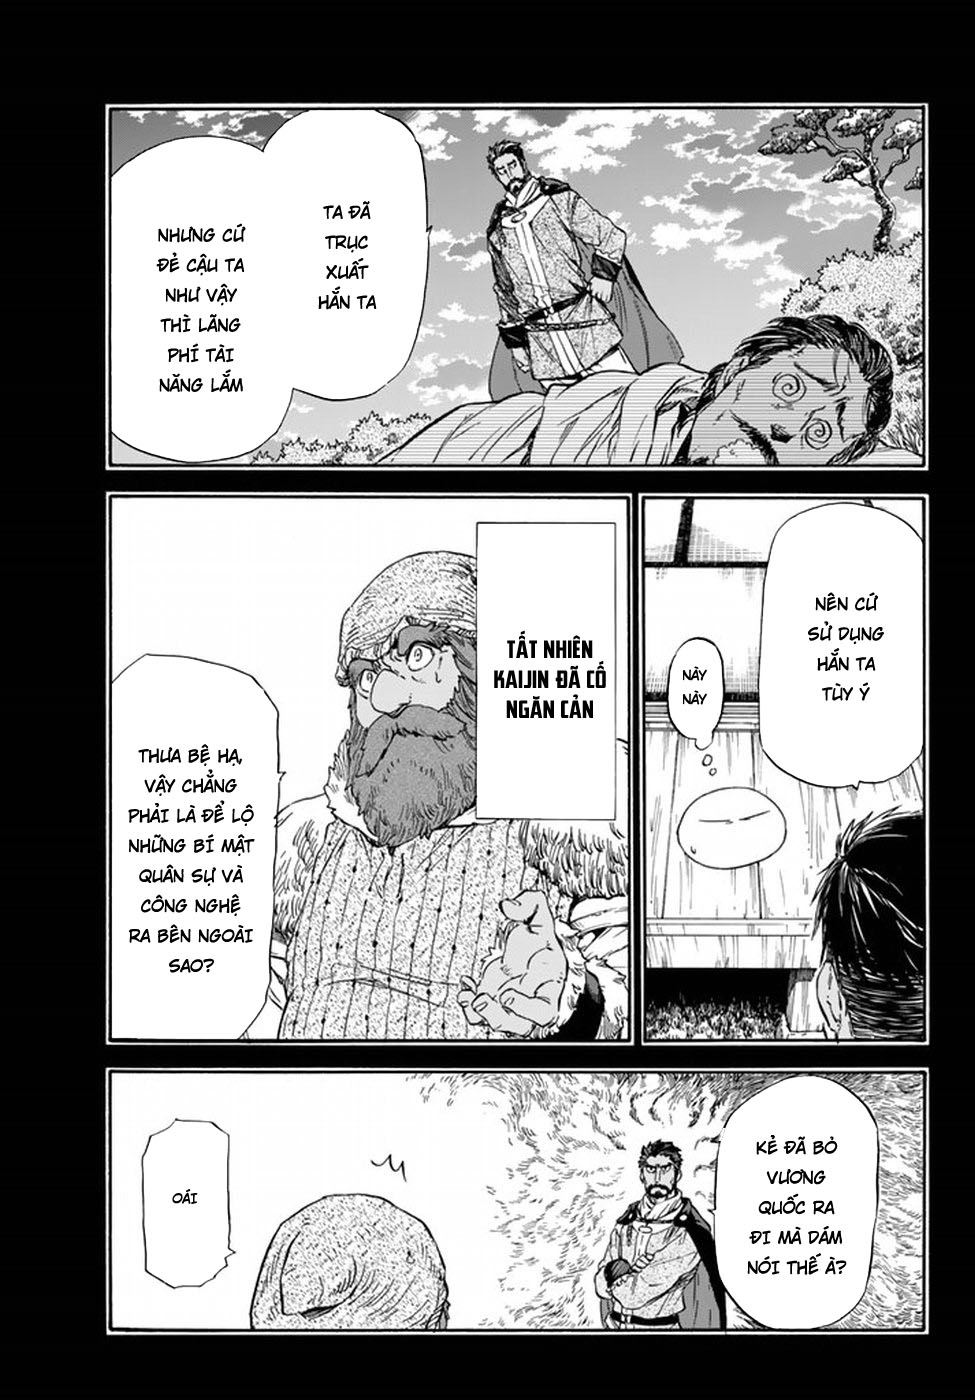 TA ĐÃ
TRỤC
XUẤT
HẮN TA
NHƯNG CỨ
ĐẺ CẬU TA
NHƯ VẬY
THÌ LÃNG
PHÍ TÀI
NĂNG LẮM
NÊN CỨ
SỬ DỤNG
HẮN TA
TÙY Ý
NÀY
NÀY
TẤT NHIÊN
KAIJIN ĐÃ CỐ
NGĂN CẢN
THƯA BỆ HẠ,
VẬY CHẲNG
PHẢI LÀ ĐỂ LỘ
NHỮNG BÍ MẬT
QUÂN SỰ VÀ
CÔNG NGHỆ
RA BÊN NGOÀI
SAO?
KẺ ĐÃ BỎ
VƯƠNG
QUỐC RA
ĐI MÀ DÁM
NÓI THẾ À?
OÁI